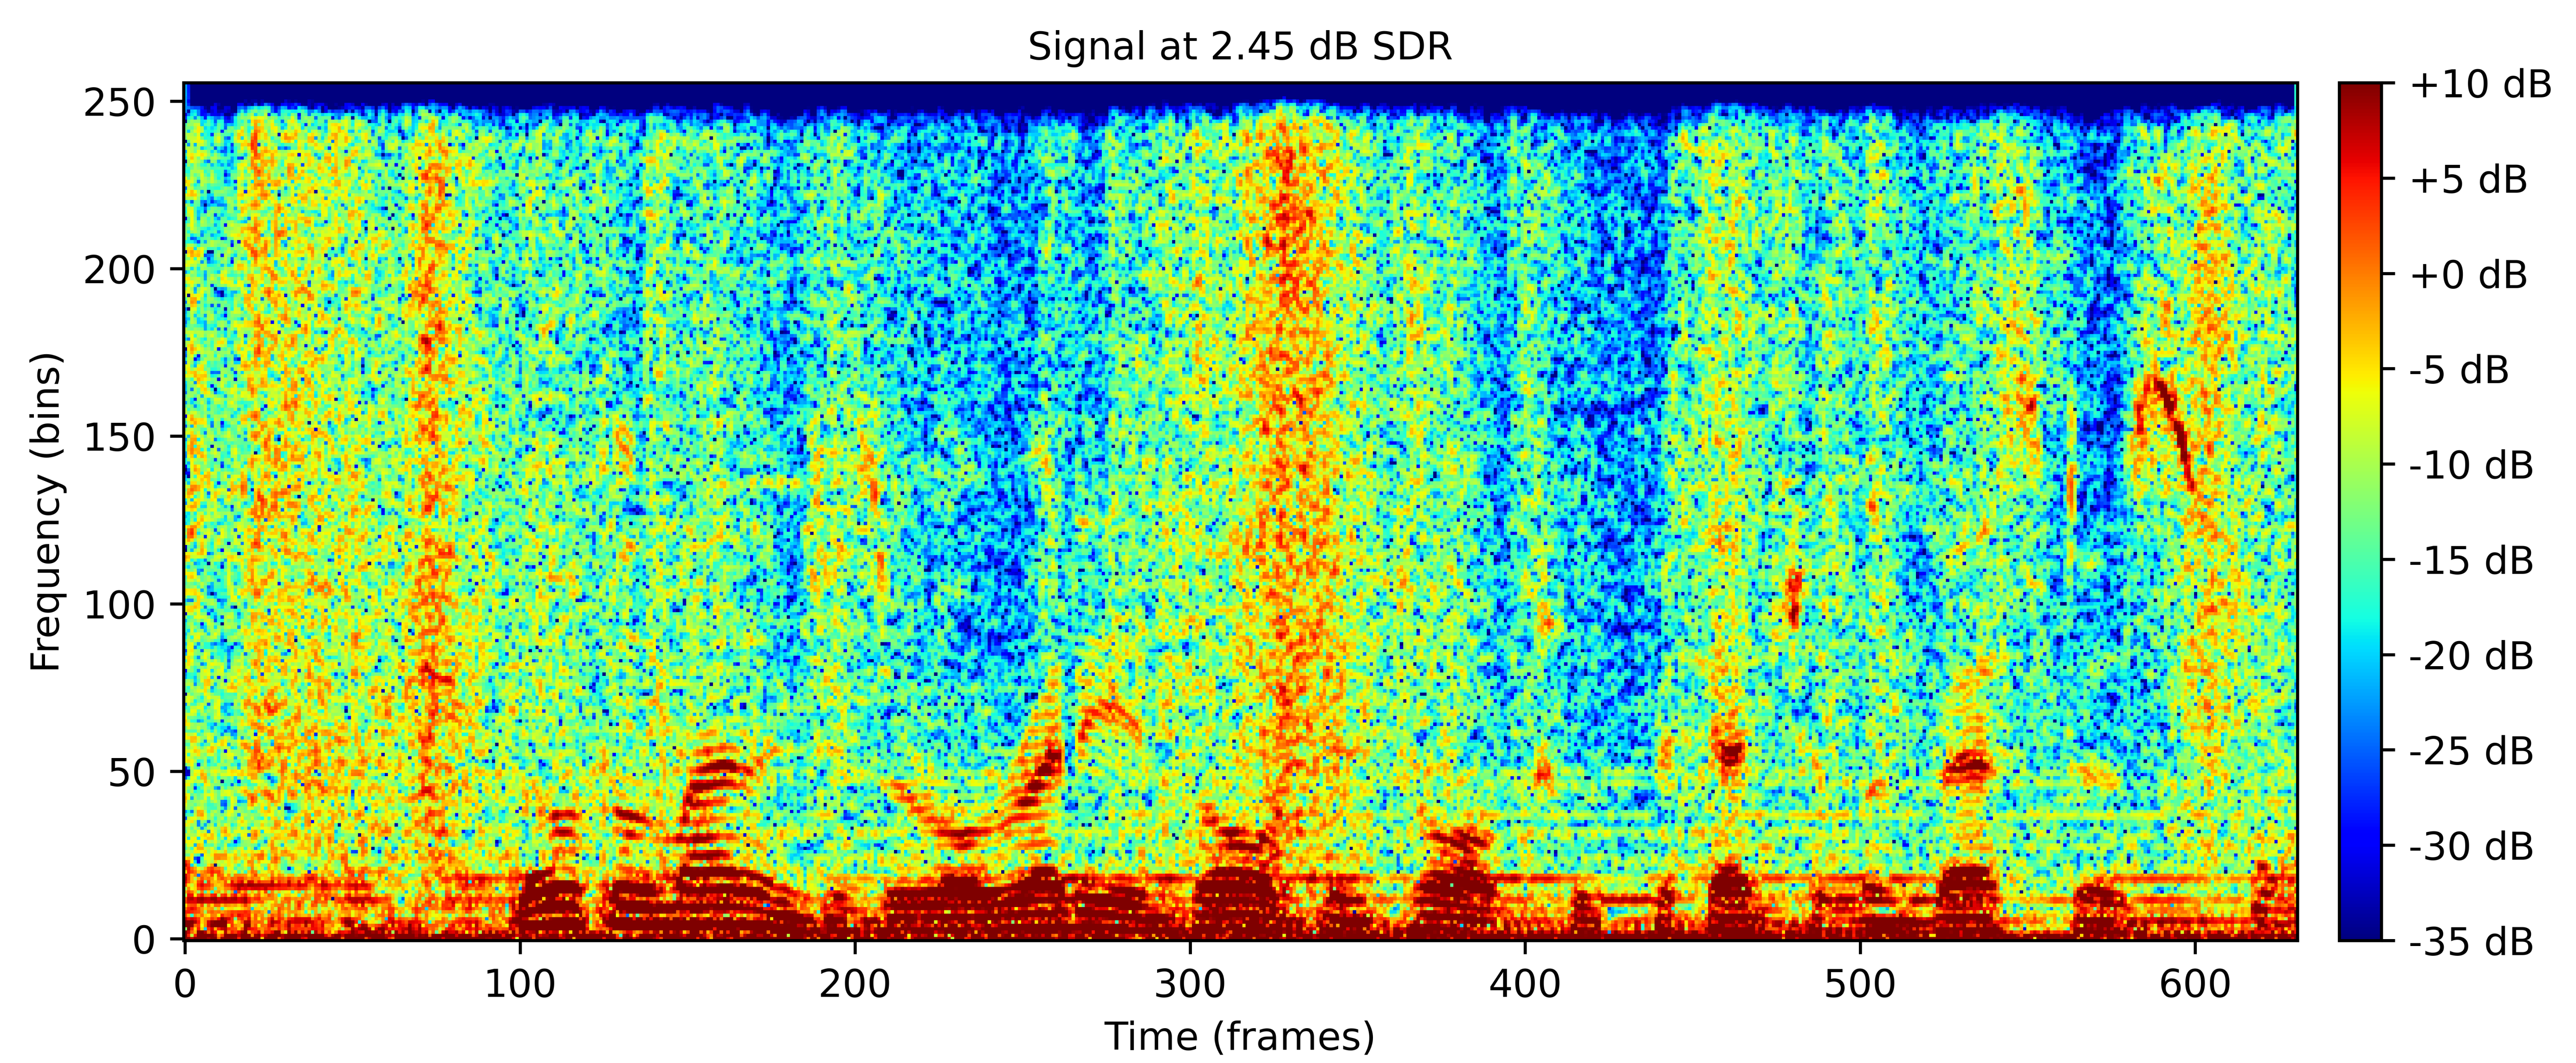 Signal at 2.45 dB SDR
Frequency (bins)
250
200
150
100
50
0
0 100 200 300 400 500 600
Time (frames)
+10 dB
+5 dB
+0 dB
-5 dB
-10 dB
-15 dB
-20 dB
-25 dB
-30 dB
-35 dB